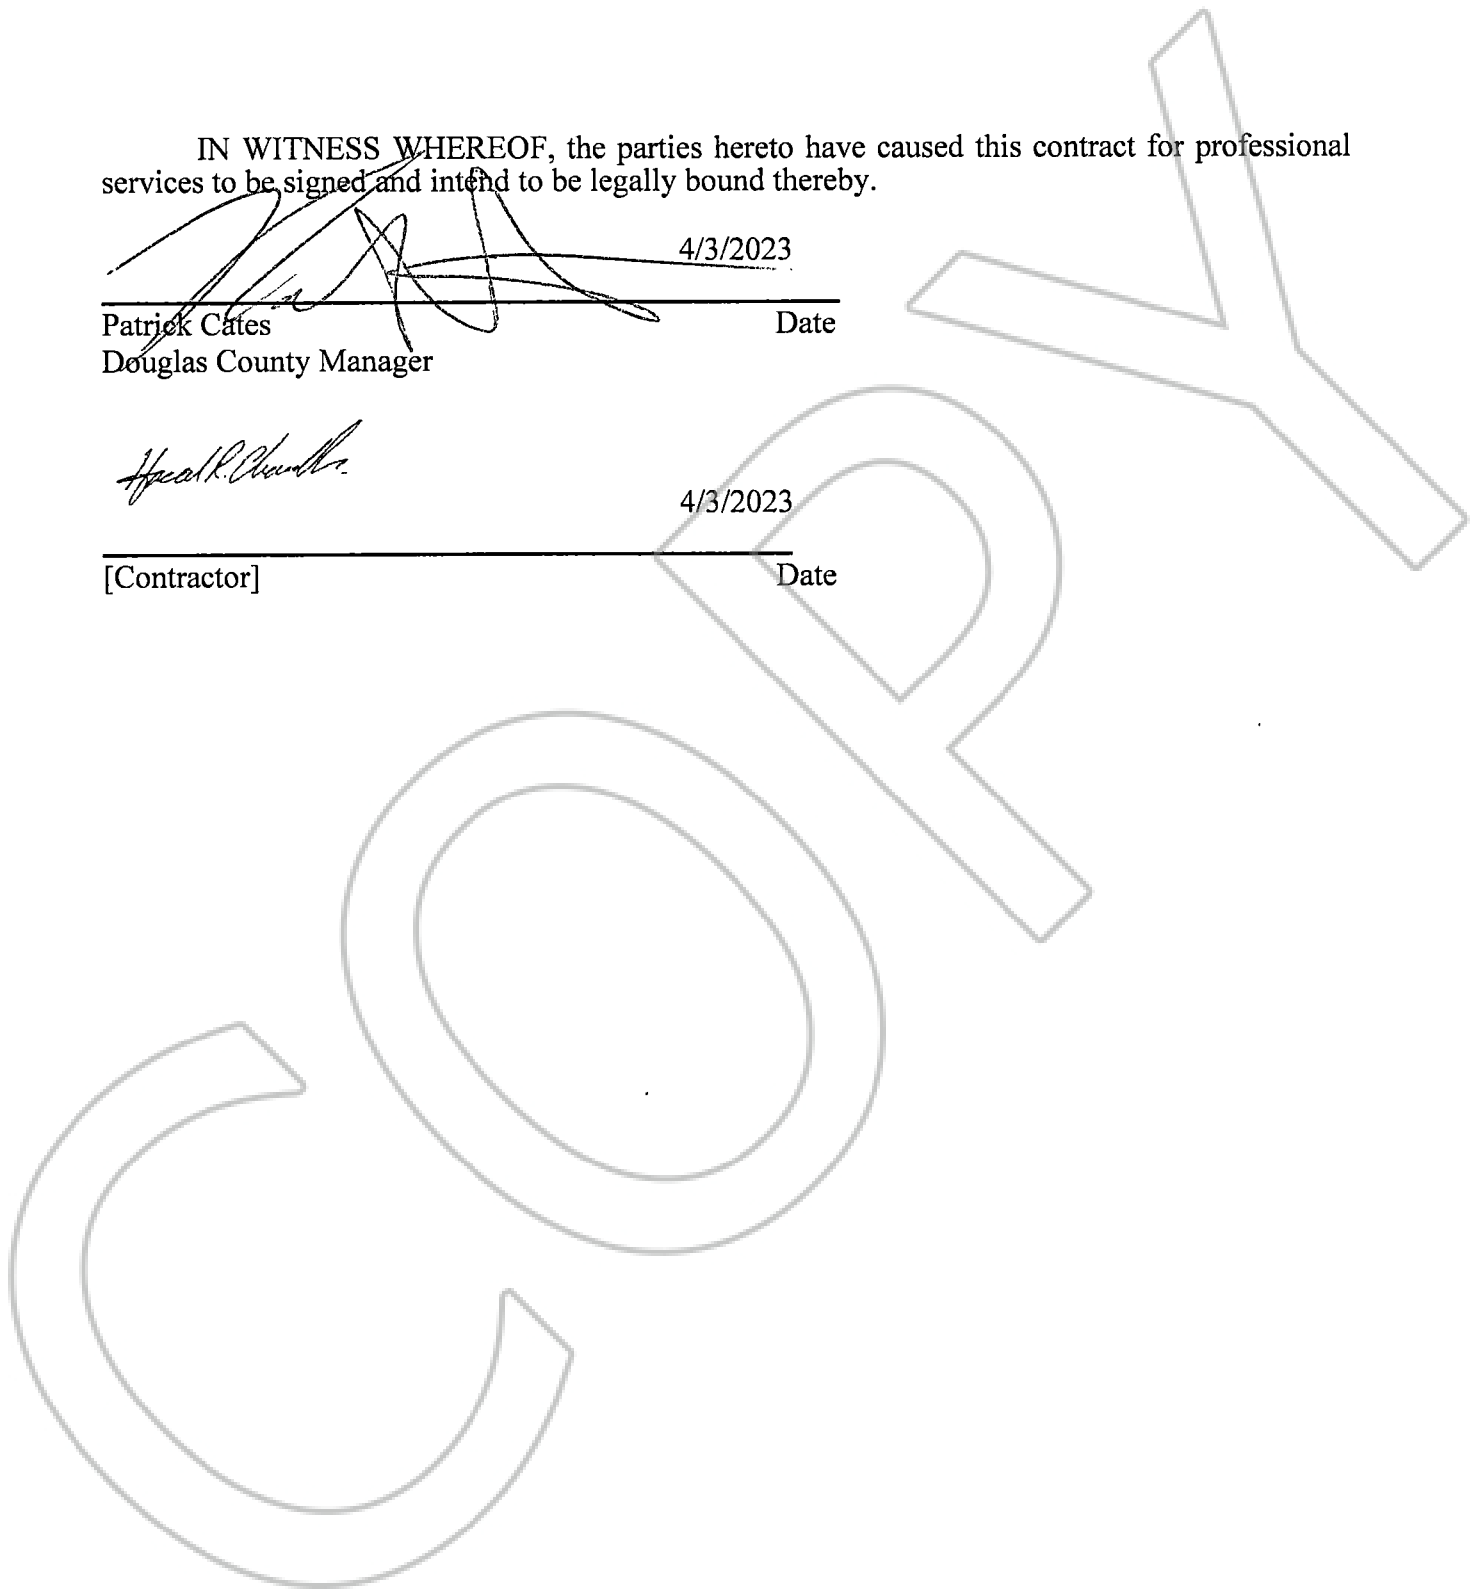 IN WITNESS WHEREOF, the parties hereto have caused this contract for professional
services to be signed and intend to be legally bound thereby.
4/3/2023
Patrick Cates Date
Douglas County Manager
4/3/2023
[Contractor] Date
COPY